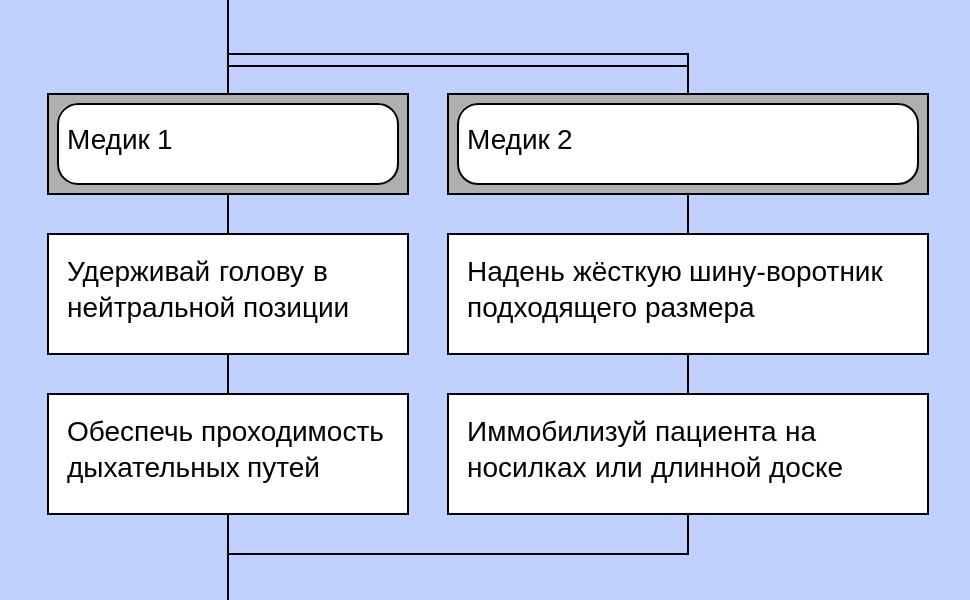 Медик 1
Медик 2
Удерживай голову в
нейтральной позиции
Надень жёсткую шину-воротник
подходящего размера
Обеспечь проходимость
дыхательных путей
Иммобилизуй пациента на
носилках или длинной доске